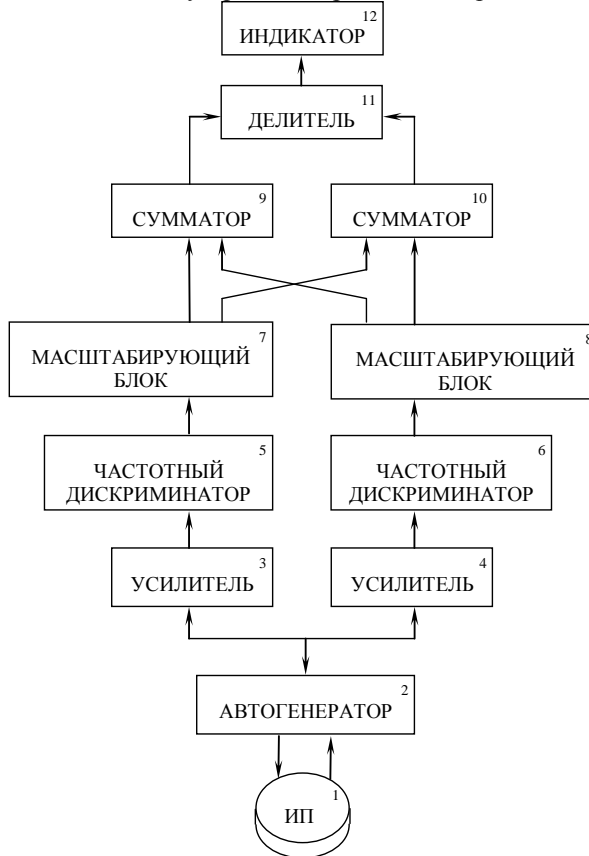 12
ИНДИКАТОР
11
ДЕЛИТЕЛЬ
9
СУММАТОР
10
СУММАТОР
7
МАСШТАБИРУЮЩИЙ
БЛОК
8
МАСШТАБИРУЮЩИЙ
БЛОК
5
ЧАСТОТНЫЙ
ДИСКРИМИНАТОР
6
ЧАСТОТНЫЙ
ДИСКРИМИНАТОР
3
УСИЛИТЕЛЬ
4
УСИЛИТЕЛЬ
2
АВТОГЕНЕРАТОР
1
ИП